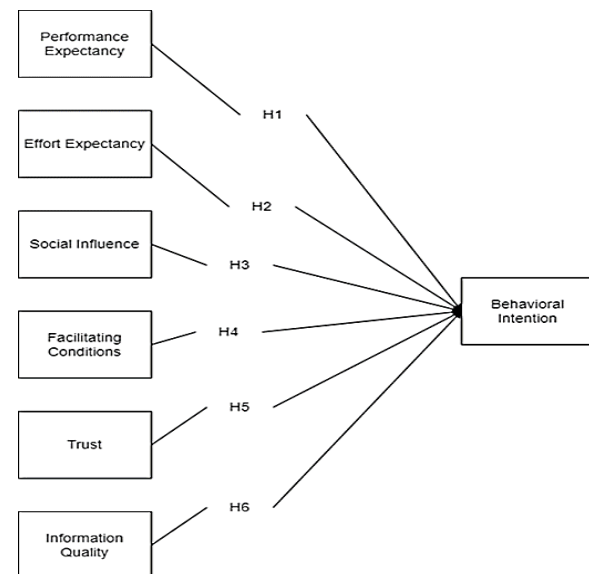 Performance
Expectancy
H1
Effort Expectancy
H2
Social Influence
H3
Behavioral
Intention
Facilitating
Conditions
H4
Trust
H5
Information
Quality
H6